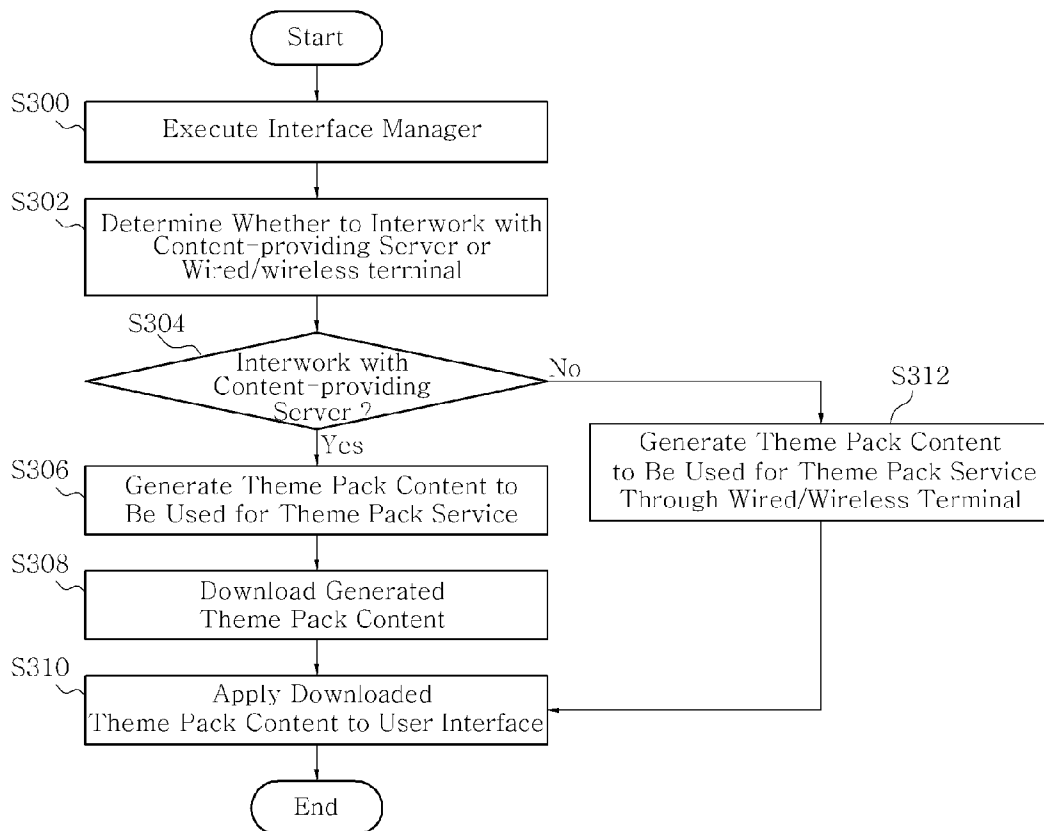 Start
S300
Execute Interface Manager
S302
Determine Whether to Interwork with
Content-providing Server or
Wired/wireless terminal
S304
Interwork with
Content-providing
Server ?
No
Yes
S312
Generate Theme Pack Content
to Be Used for Theme Pack Service
Through Wired/Wireless Terminal
S306
Generate Theme Pack Content to
Be Used for Theme Pack Service
S308
Download Generated
Theme Pack Content
S310
Apply Downloaded
Theme Pack Content to User Interface
End